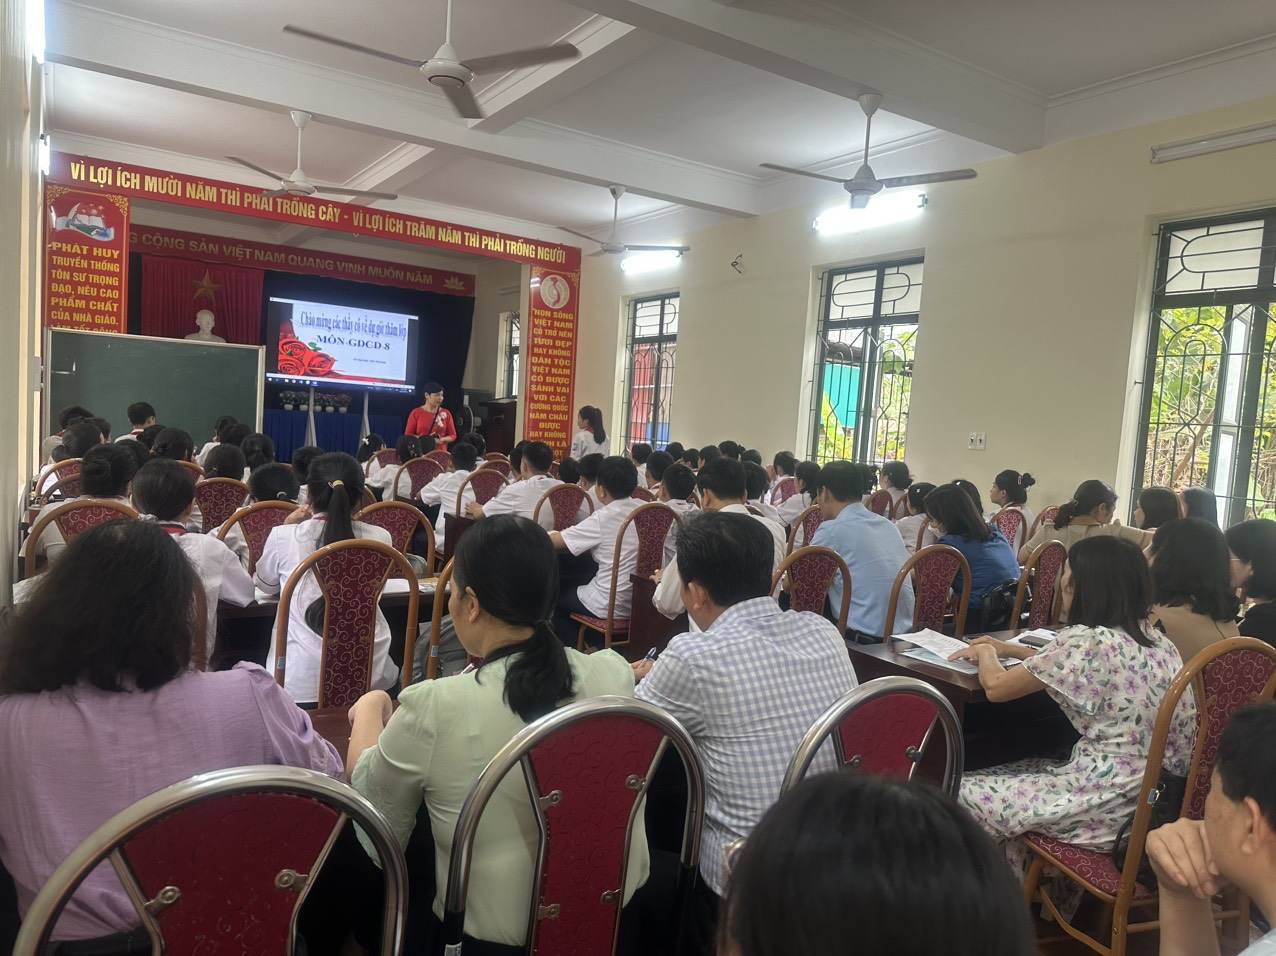 VÌ LỢI ÍCH MƯỜI NĂM THÌ PHẢI TRỒNG CÂY - VÌ LỢI ÍCH TRĂM NĂM THÌ PHẢI TRỒNG NGƯỜI
CỘNG SẢN VIỆT NAM QUANG VINH MUÔN NĂM
PHÁT HUY
TRUYỀN THỐNG
TÔN SƯ TRỌNG
ĐẠO, NÊU CAO
PHẨM CHẤT
CỦA NHÀ GIÁO,
Chào mừng các thầy cô về dự giờ thăm lớp
MÔN GDCD 8
"NON SÔNG
VIỆT NAM
CÓ TRỞ NÊN
TƯƠI ĐẸP
HAY KHÔNG
DÂN TỘC
VIỆT NAM
CÓ ĐƯỢC
SÁNH VAI
VỚI CÁC
CƯỜNG QUỐC
NĂM CHÂU
ĐƯỢC
HAY KHÔNG
CHÍNH LÀ